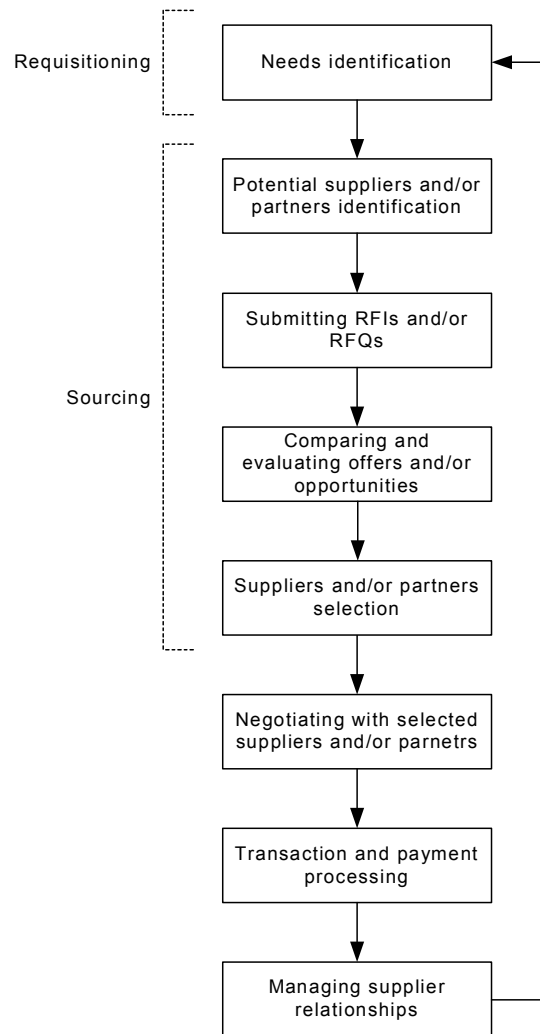 Requisitioning
Needs identification
Potential suppliers and/or
partners identification
Submitting RFIs and/or
RFQs
Sourcing
Comparing and
evaluating offers and/or
opportunities
Suppliers and/or partners
selection
Negotiating with selected
suppliers and/or parnetrs
Transaction and payment
processing
Managing supplier
relationships